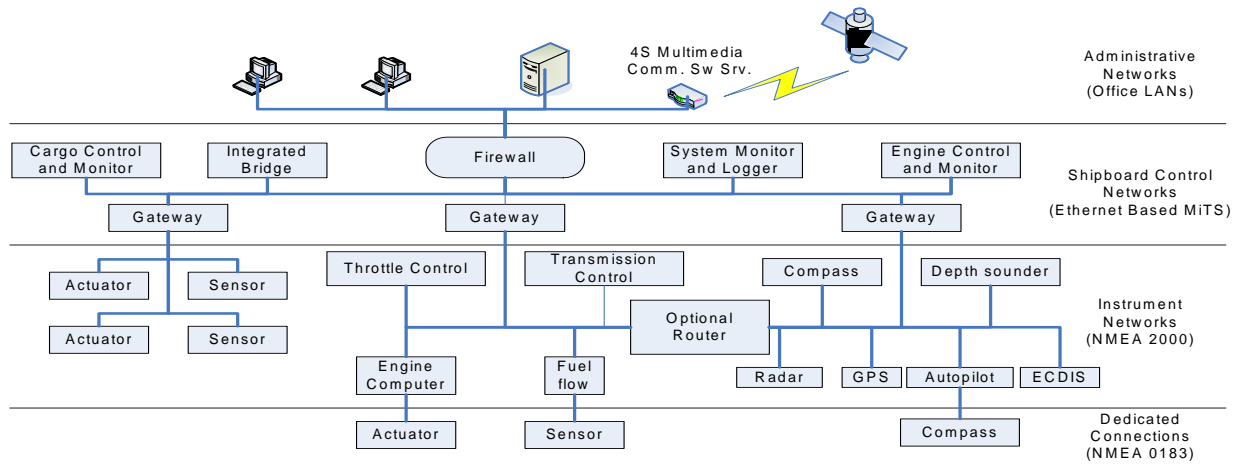 4S Multimedia
Comm. Sw Srv.
Administrative
Networks
(Office LANs)
Cargo Control
and Monitor
Integrated
Bridge
Firewall
System Monitor
and Logger
Engine Control
and Monitor
Shipboard Control
Networks
(Ethernet Based MiTS)
Gateway
Gateway
Gateway
Throttle Control
Transmission
Control
Compass
Depth sounder
Actuator
Sensor
Actuator
Sensor
Optional
Router
Instrument
Networks
(NMEA 2000)
Engine
Computer
Fuel
flow
Radar
GPS
Autopilot
ECDIS
Actuator
Sensor
Compass
Dedicated
Connections
(NMEA 0183)